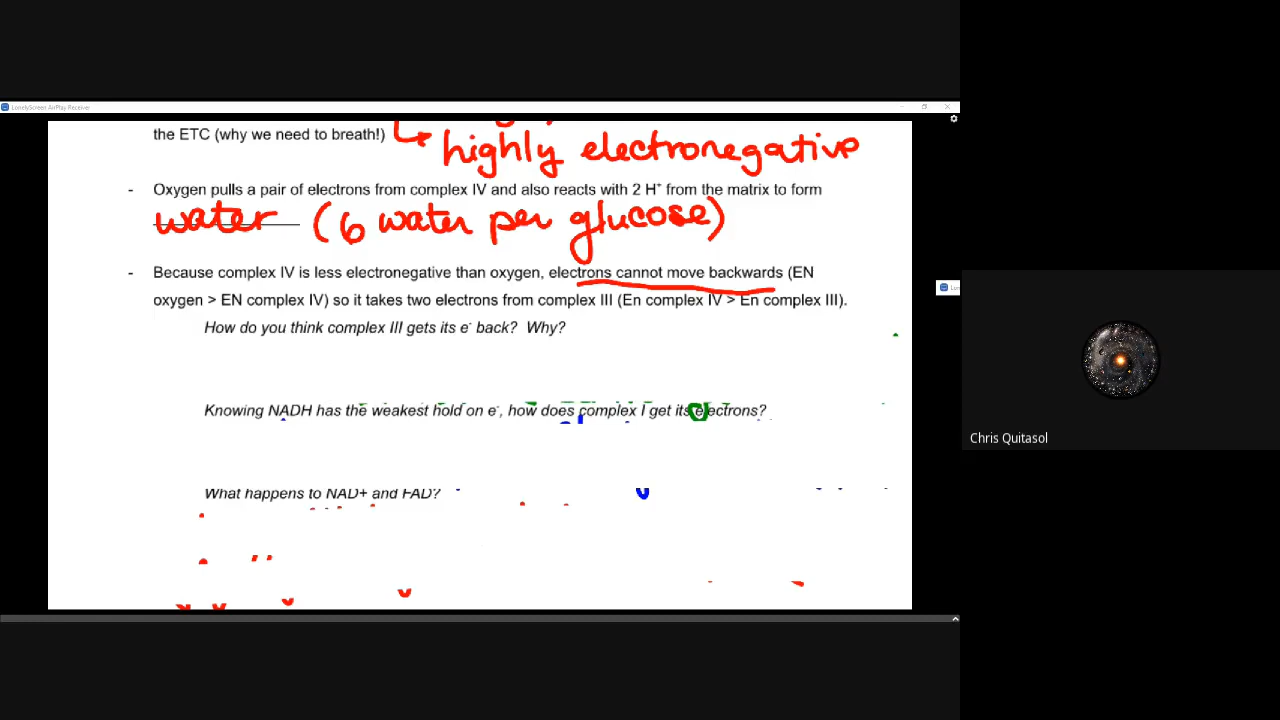 LonelyScreen AirPlay Receiver
the ETC (why we need to breath!)
highly electronegative
- Oxygen pulls a pair of electrons from complex IV and also reacts with 2 H⁺ from the matrix to form
water (6 water per glucose)
- Because complex IV is less electronegative than oxygen, electrons cannot move backwards (EN
oxygen > EN complex IV) so it takes two electrons from complex III (En complex IV > En complex III).
How do you think complex III gets its e⁻ back? Why?
Knowing NADH has the weakest hold on e⁻, how does complex I get its electrons?
What happens to NAD+ and FAD?
Chris Quitasol